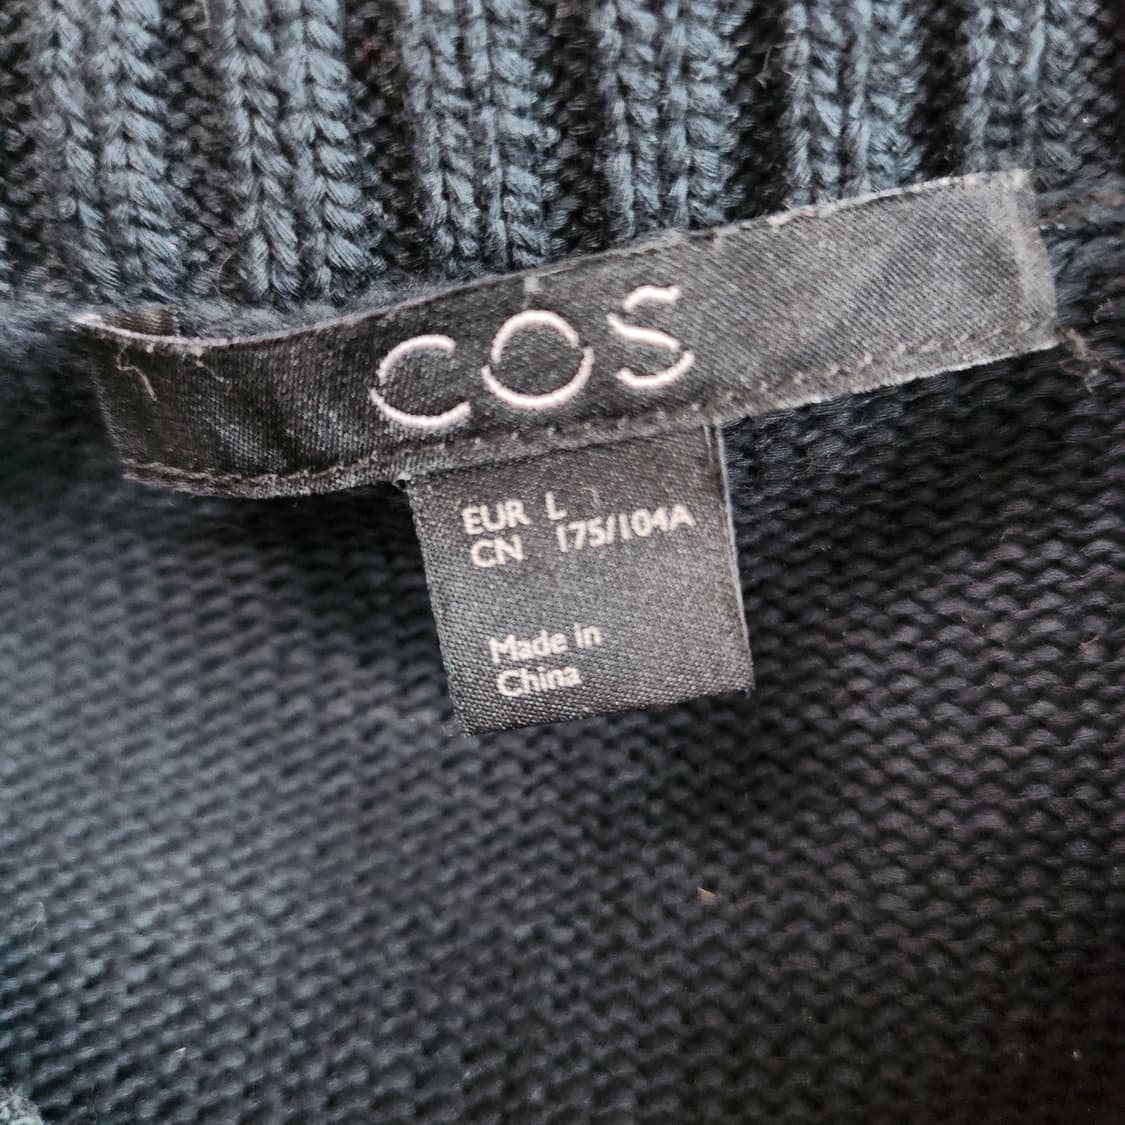 COS
EUR L
CN 175/104A
Made in
China